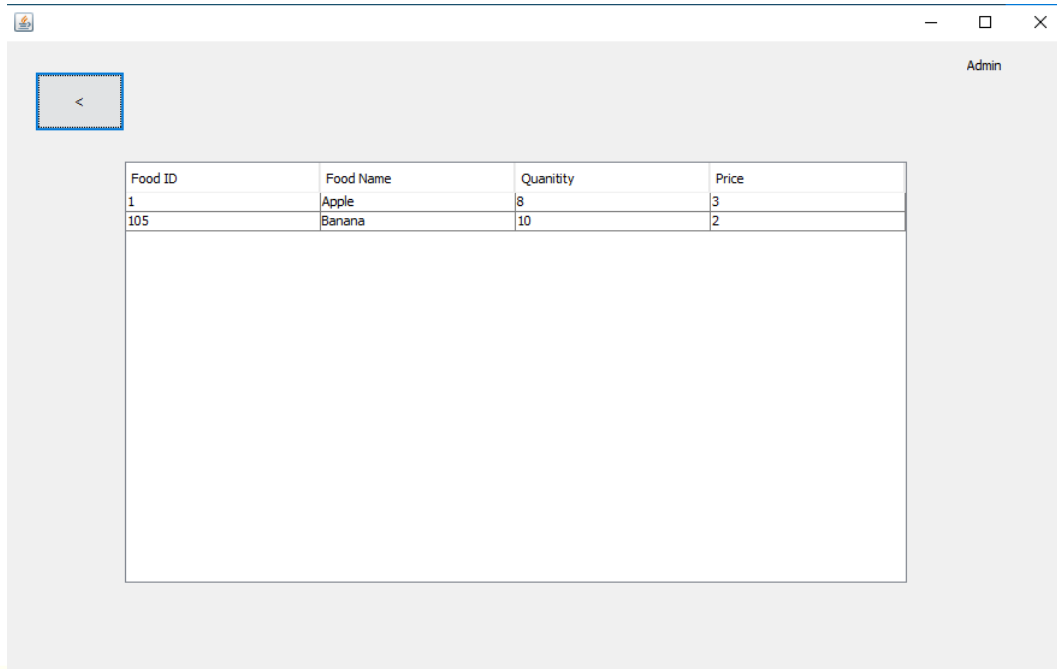 Admin
<
Food ID Food Name Quanitity Price
1 Apple 8 3
105 Banana 10 2